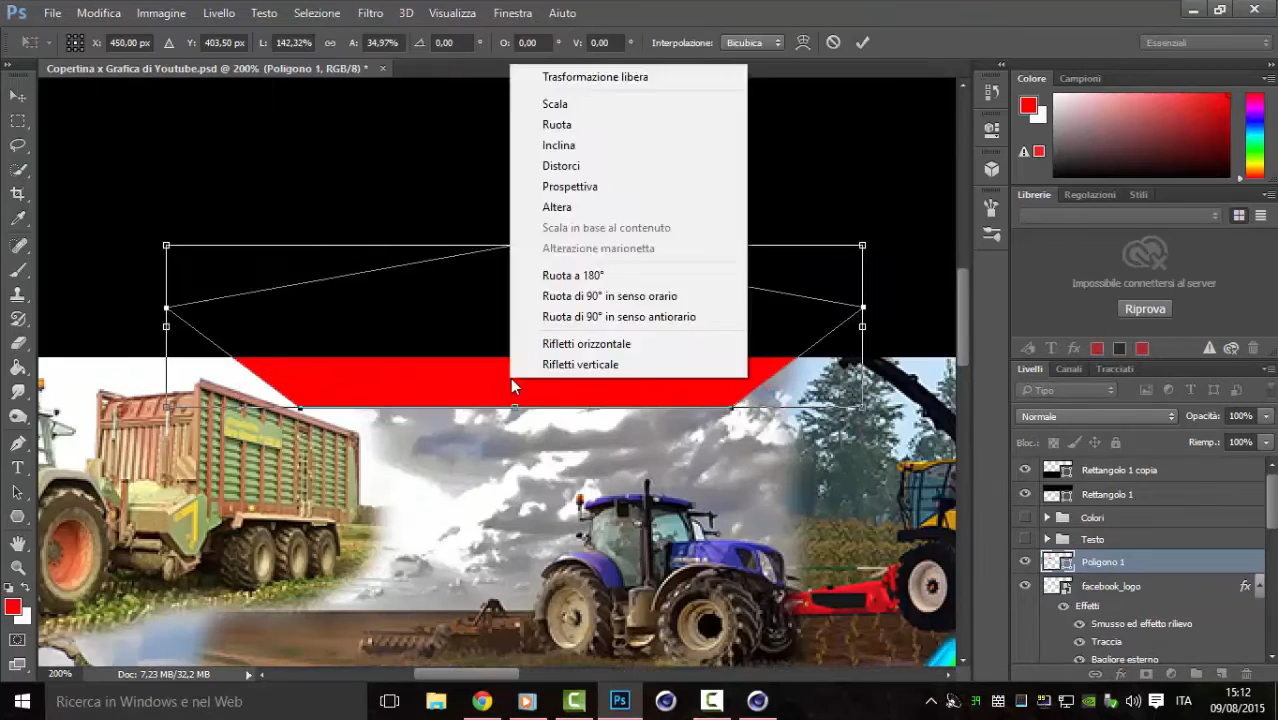 Ps File Modifica Immagine Livello Testo Selezione Filtro 3D Visualizza Finestra Aiuto
X: 450,00 px Y: 403,50 px L: 142,32% A: 34,97% 0,00 ° O: 0,00 ° V: 0,00 ° Interpolazione: Bicubica Essenziali
Copertina x Grafica di Youtube.psd @ 200% (Poligono 1, RGB/8) *
Trasformazione libera
Scala
Ruota
Inclina
Distorci
Prospettiva
Altera
Scala in base al contenuto
Alterazione marionetta
Ruota a 180°
Ruota di 90° in senso orario
Ruota di 90° in senso antiorario
Rifletti orizzontale
Rifletti verticale
Colore Campioni
Librerie Regolazioni Stili
Impossibile connettersi al server
Riprova
Livelli Canali Tracciati
Tipo
Normale Opacità: 100%
Bloc.: Riemp.: 100%
Rettangolo 1 copia
Rettangolo 1
Colori
Testo
Poligono 1
facebook_logo fx
Effetti
Smusso ed effetto rilievo
Traccia
Bagliore esterno
200% Doc: 7,23 MB/32,2 MB
Ricerca in Windows e nel Web
ITA
15:12
09/08/2015